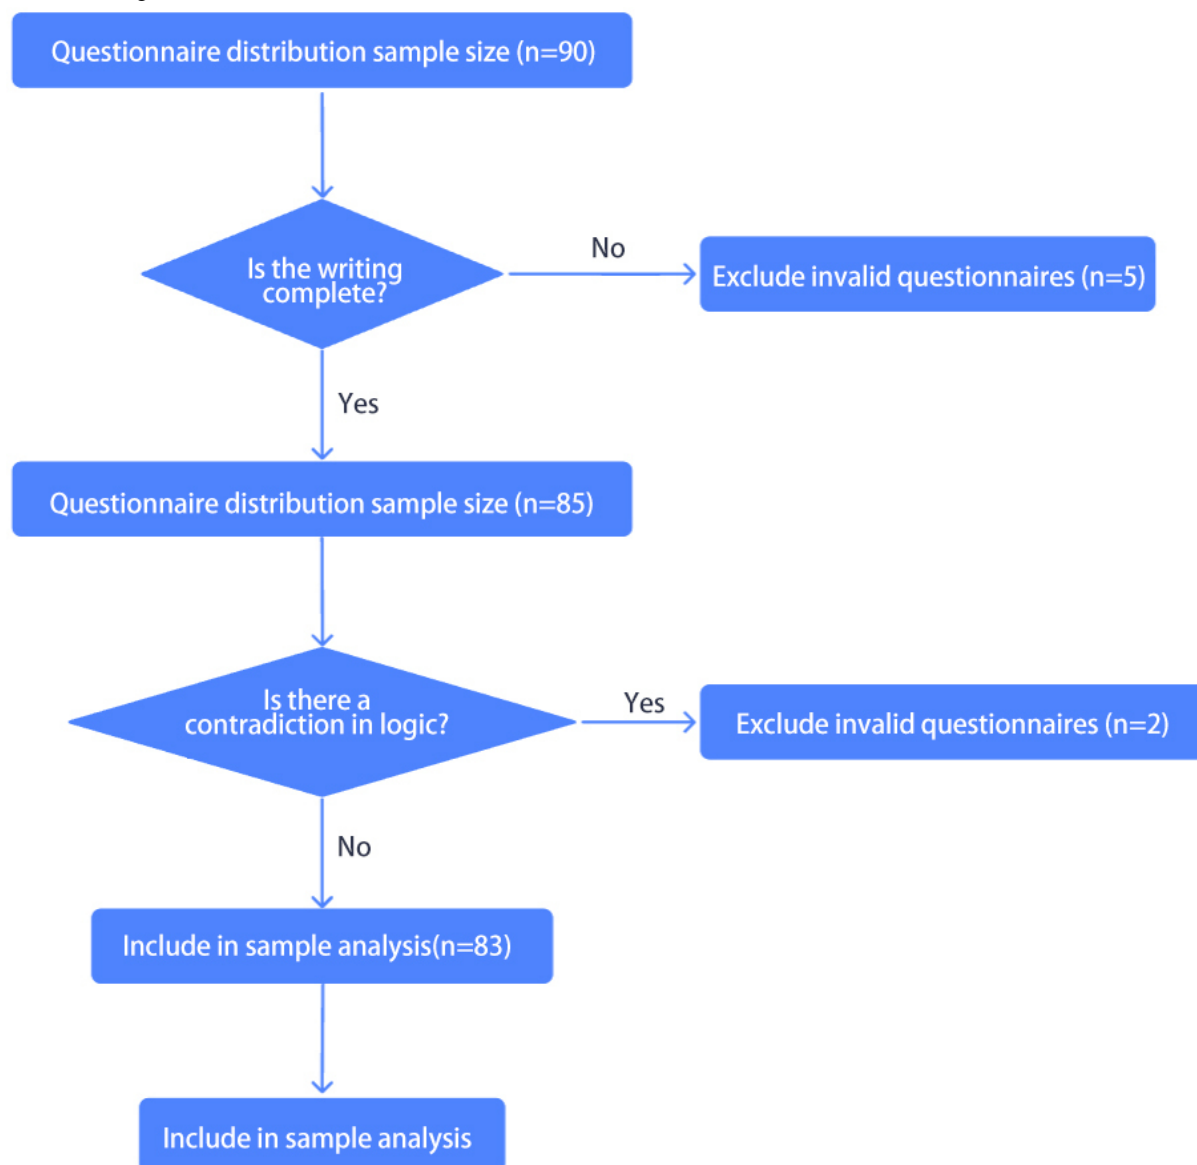 Questionnaire distribution sample size (n=90)
Is the writing
complete?
No
Exclude invalid questionnaires (n=5)
Yes
Questionnaire distribution sample size (n=85)
Is there a
contradiction in logic?
Yes
Exclude invalid questionnaires (n=2)
No
Include in sample analysis(n=83)
Include in sample analysis